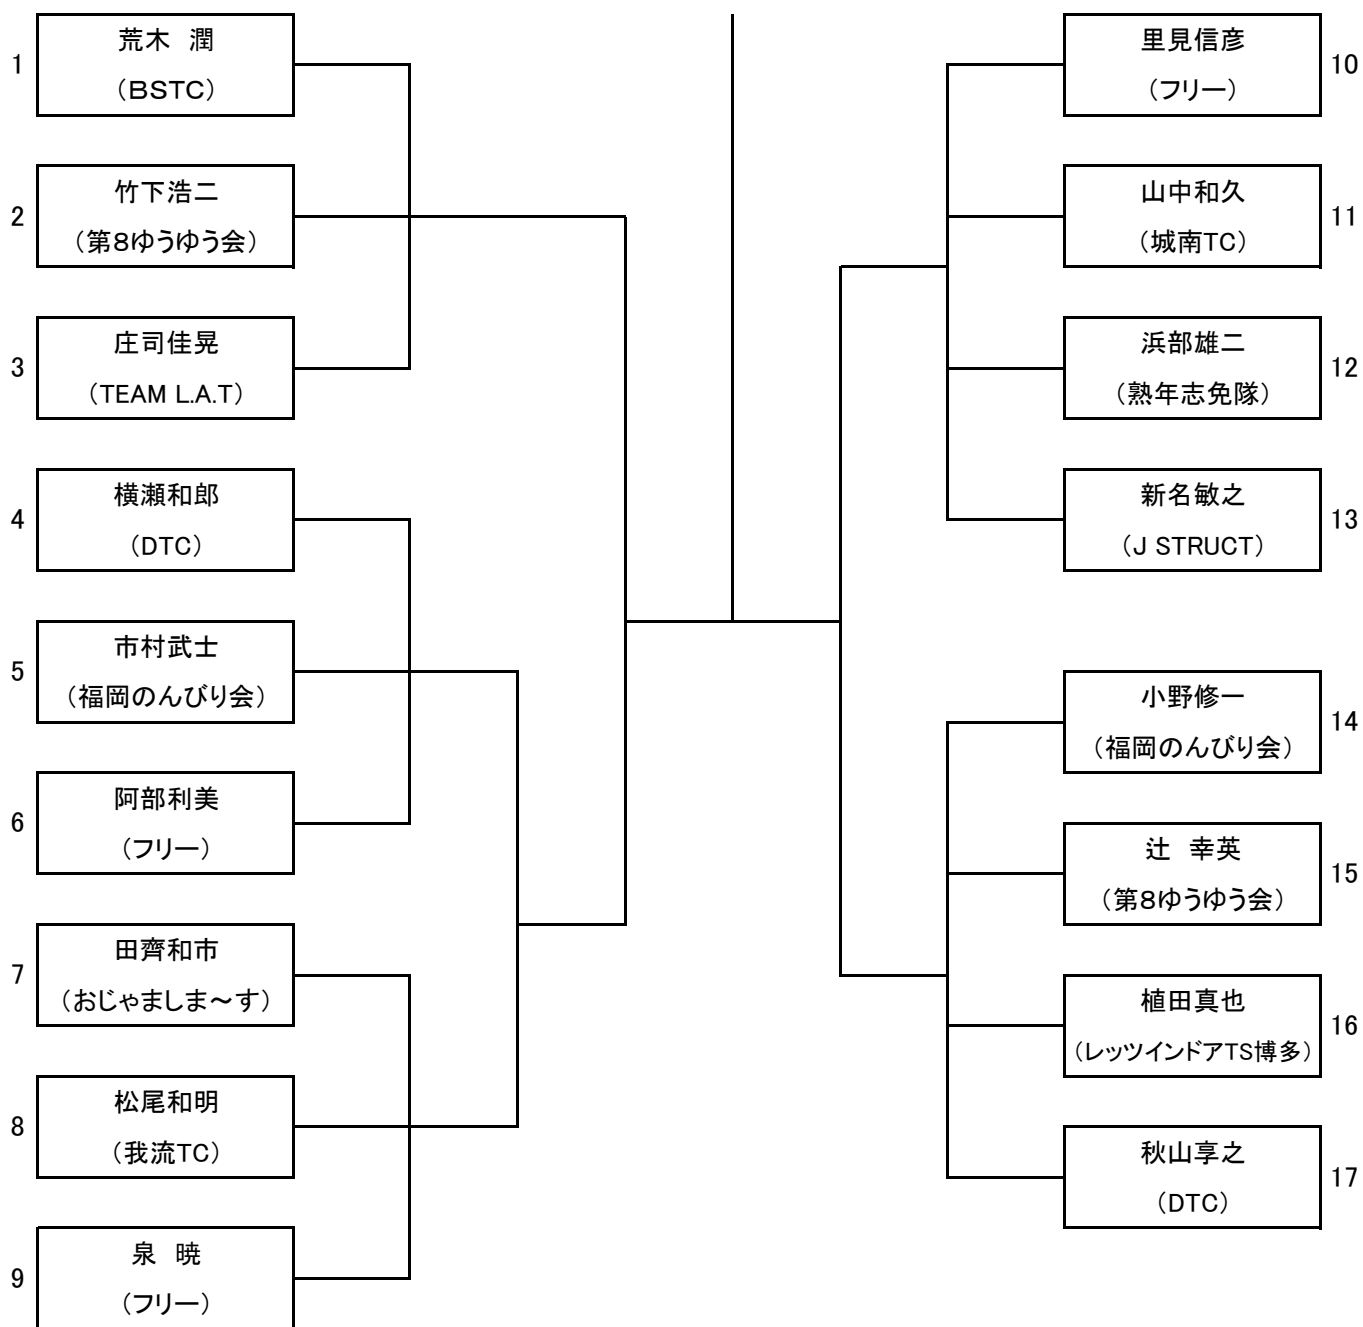 1
荒木　潤
（BSTC）
2
竹下浩二
（第8ゆうゆう会）
3
庄司佳晃
（TEAM L.A.T）
4
横瀬和郎
（DTC）
5
市村武士
（福岡のんびり会）
6
阿部利美
（フリー）
7
田齊和市
（おじゃましま～す）
8
松尾和明
（我流TC）
9
泉　暁
（フリー）
里見信彦
（フリー）
10
山中和久
（城南TC）
11
浜部雄二
（熟年志免隊）
12
新名敏之
（J STRUCT）
13
小野修一
（福岡のんびり会）
14
辻　幸英
（第8ゆうゆう会）
15
植田真也
（レッツインドアTS博多）
16
秋山享之
（DTC）
17